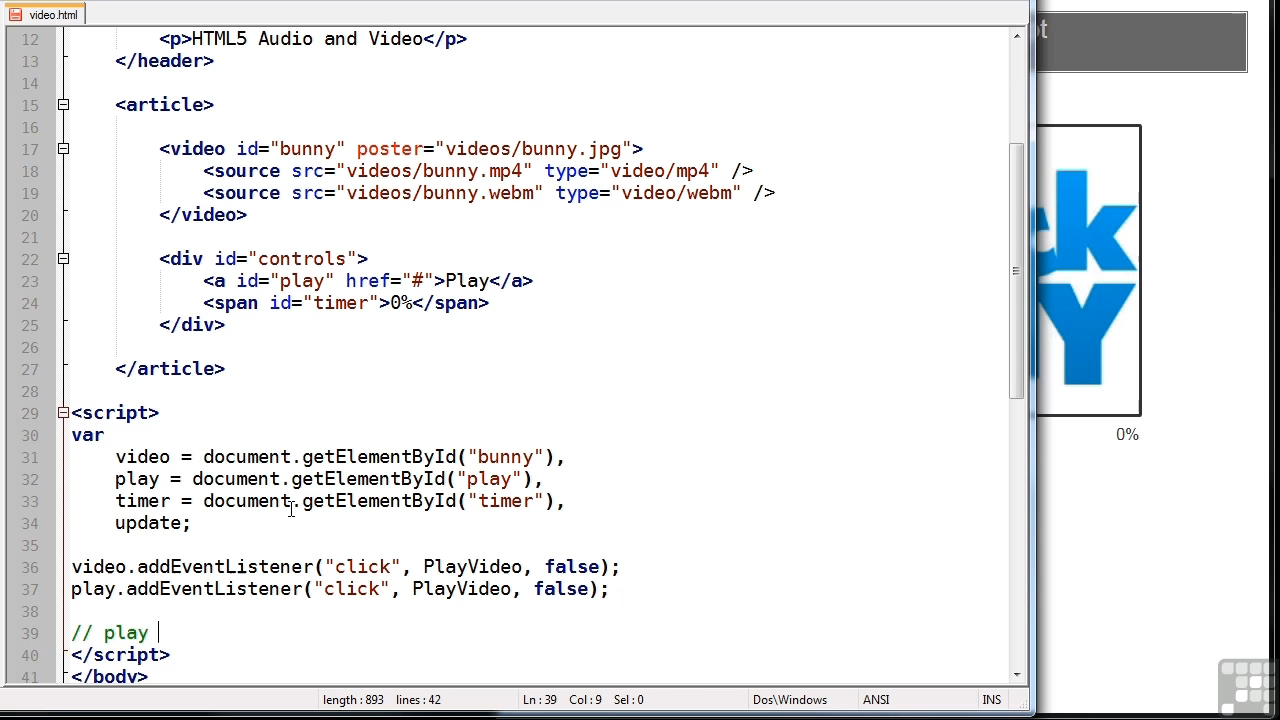 video.html
12 <p>HTML5 Audio and Video</p>
13 </header>
14
15 <article>
16
17 <video id="bunny" poster="videos/bunny.jpg">
18 <source src="videos/bunny.mp4" type="video/mp4" />
19 <source src="videos/bunny.webm" type="video/webm" />
20 </video>
21
22 <div id="controls">
23 <a id="play" href="#">Play</a>
24 <span id="timer">0%</span>
25 </div>
26
27 </article>
28
29 <script>
30 var
31 video = document.getElementById("bunny"),
32 play = document.getElementById("play"),
33 timer = document.getElementById("timer"),
34 update;
35
36 video.addEventListener("click", PlayVideo, false);
37 play.addEventListener("click", PlayVideo, false);
38
39 // play
40 </script>
41 </body>
length : 893 lines : 42 Ln : 39 Col : 9 Sel : 0 Dos\Windows ANSI INS
k
Y
0%